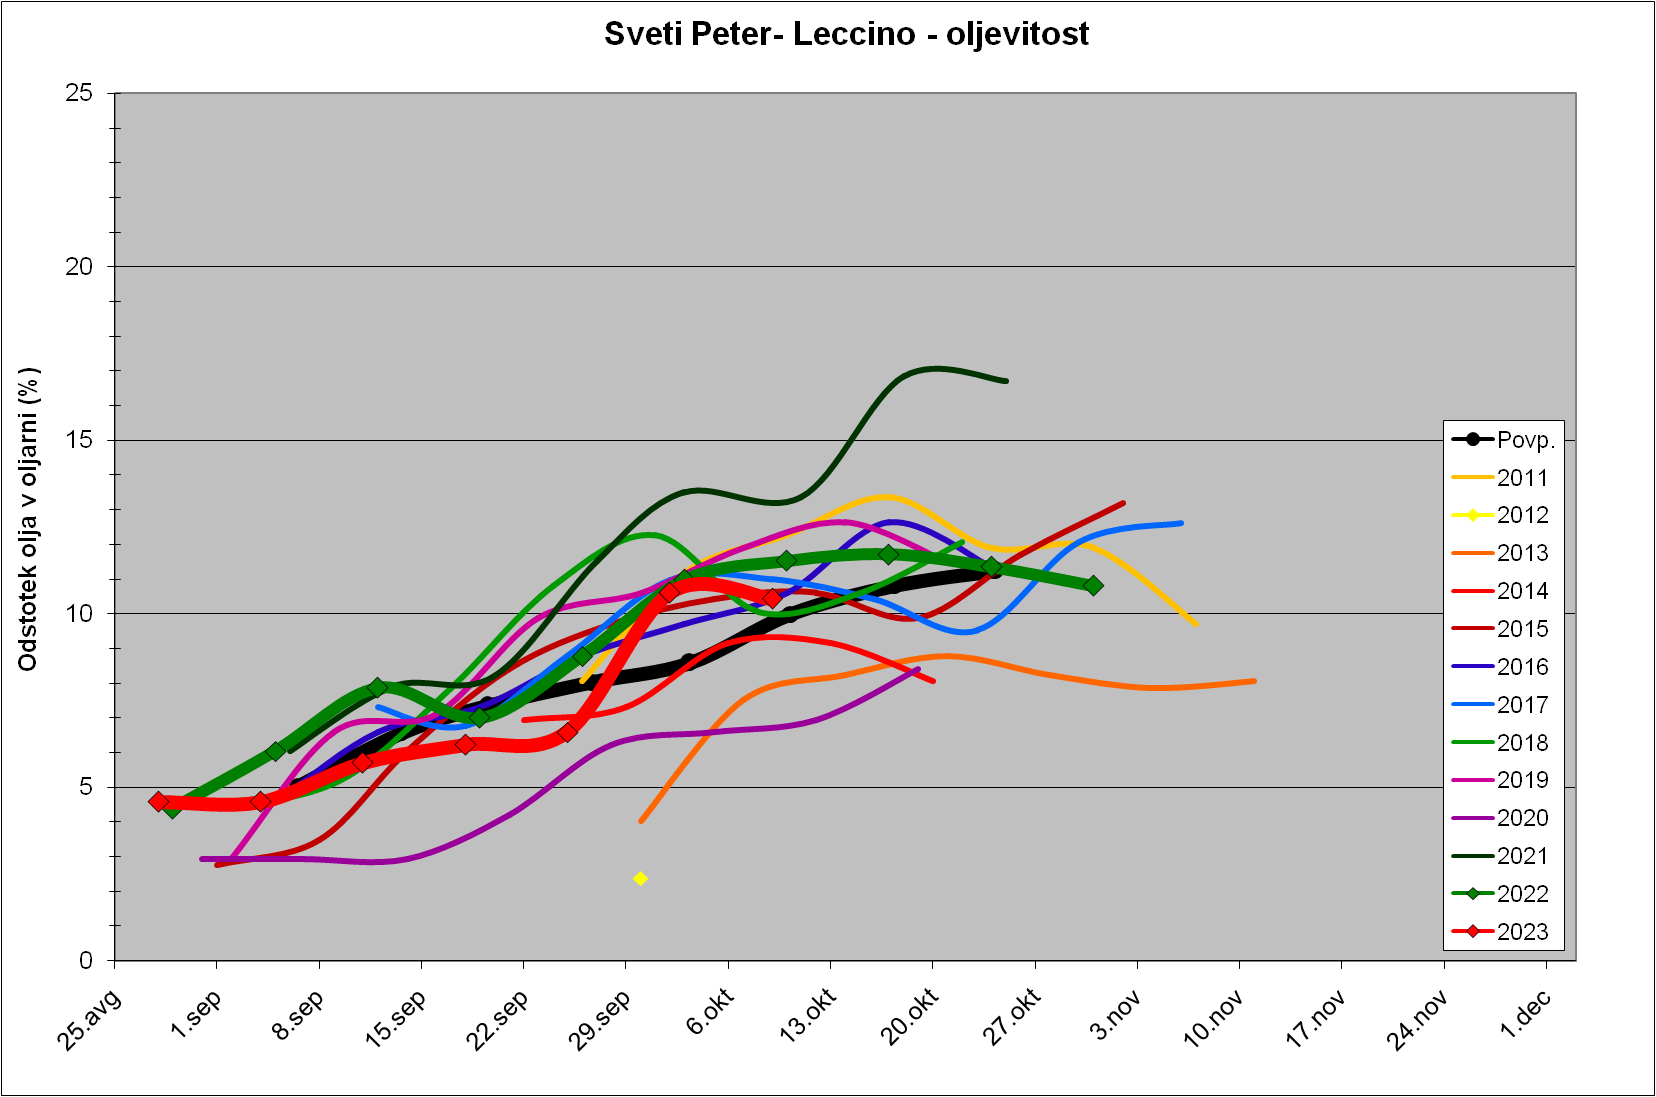 Sveti Peter- Leccino - oljevitost
Odstotek olja v oljarni (%)
25
20
15
10
5
0
25.avg
1.sep
8.sep
15.sep
22.sep
29.sep
6.okt
13.okt
20.okt
27.okt
3.nov
10.nov
17.nov
24.nov
1.dec
Povp.
2011
2012
2013
2014
2015
2016
2017
2018
2019
2020
2021
2022
2023